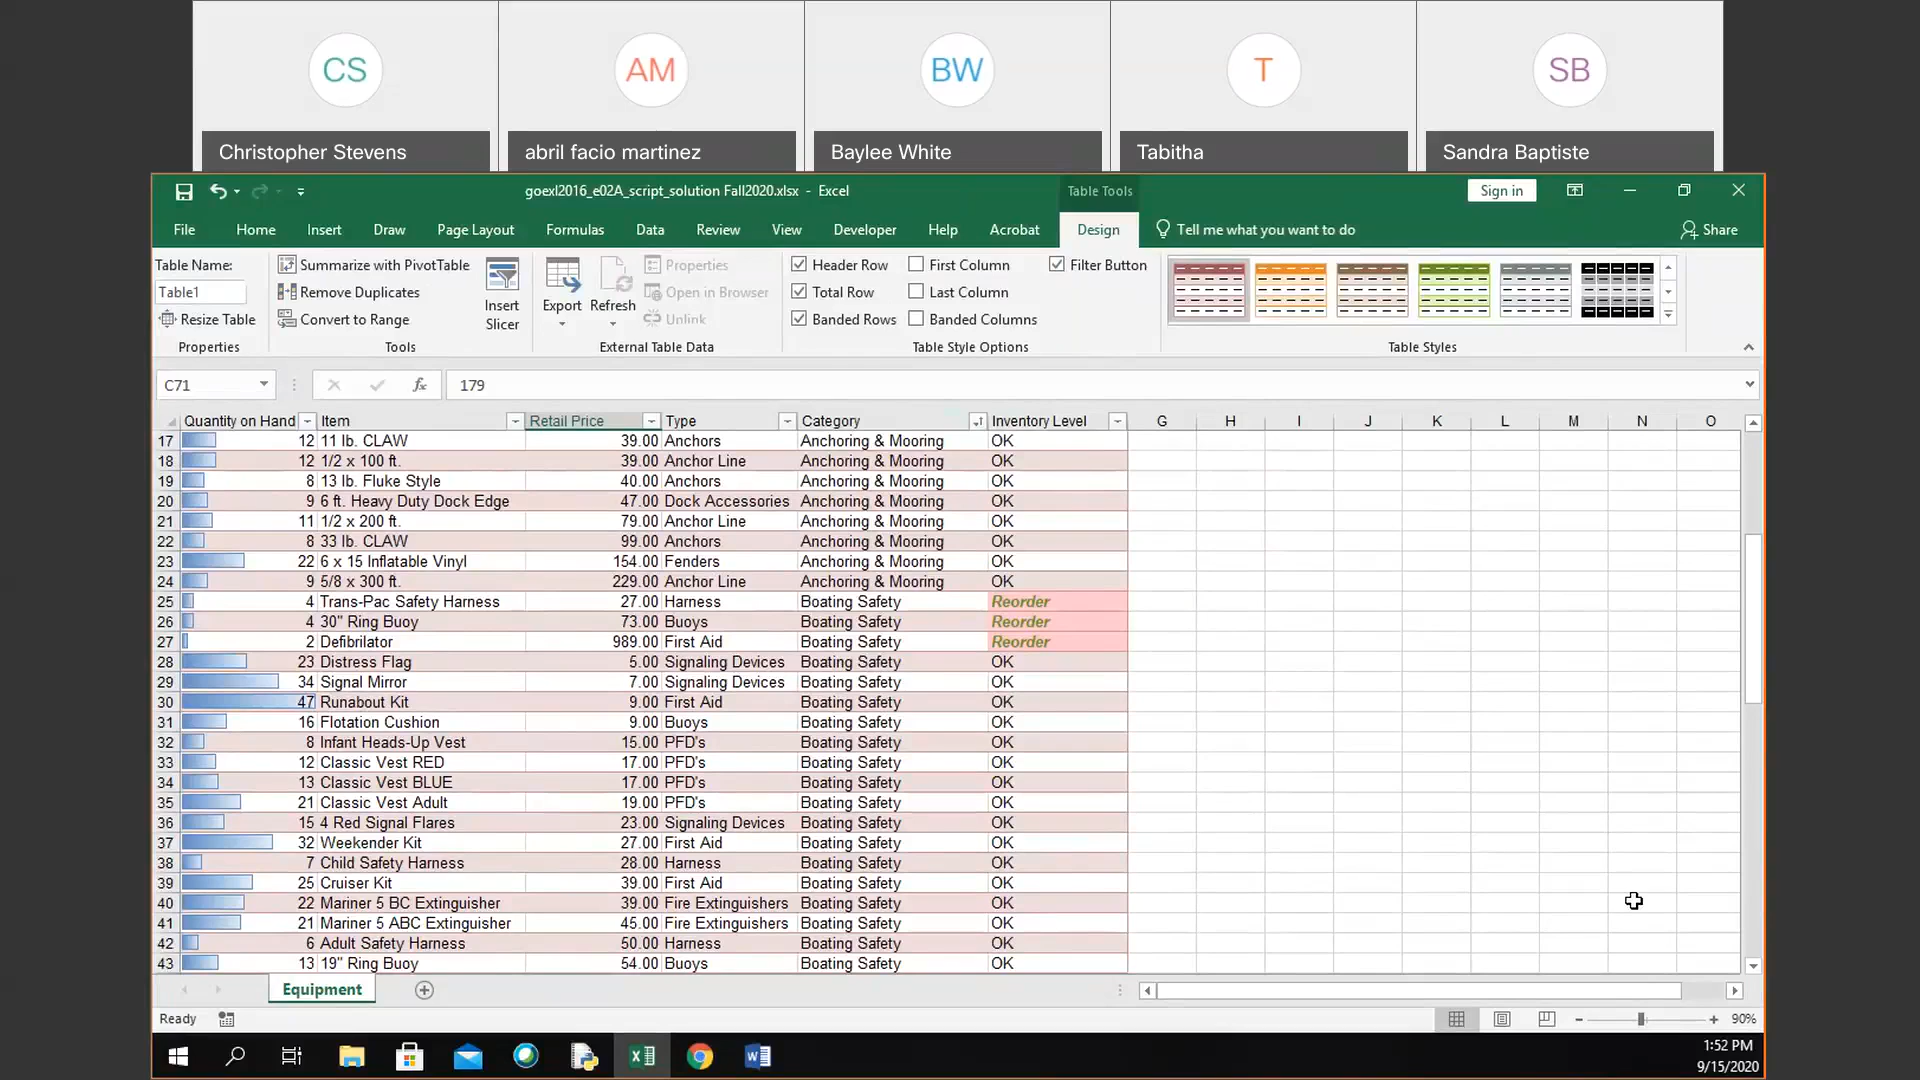 CS AM BW T SB
Christopher Stevens abril facio martinez Baylee White Tabitha Sandra Baptiste
goexl2016_e02A_script_solution Fall2020.xlsx - Excel Table Tools Sign in
File Home Insert Draw Page Layout Formulas Data Review View Developer Help Acrobat Design Tell me what you want to do Share
Table Name: Summarize with PivotTable Properties Header Row First Column Filter Button
Table1 Remove Duplicates Insert Slicer Export Refresh Open in Browser Total Row Last Column
Resize Table Convert to Range Unlink Banded Rows Banded Columns
Properties Tools External Table Data Table Style Options Table Styles
C71 fx 179
Quantity on Hand Item Retail Price Type Category Inventory Level G H I J K L M N O
17 12 11 lb. CLAW 39.00 Anchors Anchoring & Mooring OK
18 12 1/2 x 100 ft. 39.00 Anchor Line Anchoring & Mooring OK
19 8 13 lb. Fluke Style 40.00 Anchors Anchoring & Mooring OK
20 9 6 ft. Heavy Duty Dock Edge 47.00 Dock Accessories Anchoring & Mooring OK
21 11 1/2 x 200 ft. 79.00 Anchor Line Anchoring & Mooring OK
22 8 33 lb. CLAW 99.00 Anchors Anchoring & Mooring OK
23 22 6 x 15 Inflatable Vinyl 154.00 Fenders Anchoring & Mooring OK
24 9 5/8 x 300 ft. 229.00 Anchor Line Anchoring & Mooring OK
25 4 Trans-Pac Safety Harness 27.00 Harness Boating Safety Reorder
26 4 30" Ring Buoy 73.00 Buoys Boating Safety Reorder
27 2 Defibrilator 989.00 First Aid Boating Safety Reorder
28 23 Distress Flag 5.00 Signaling Devices Boating Safety OK
29 34 Signal Mirror 7.00 Signaling Devices Boating Safety OK
30 47 Runabout Kit 9.00 First Aid Boating Safety OK
31 16 Flotation Cushion 9.00 Buoys Boating Safety OK
32 8 Infant Heads-Up Vest 15.00 PFD's Boating Safety OK
33 12 Classic Vest RED 17.00 PFD's Boating Safety OK
34 13 Classic Vest BLUE 17.00 PFD's Boating Safety OK
35 21 Classic Vest Adult 19.00 PFD's Boating Safety OK
36 15 4 Red Signal Flares 23.00 Signaling Devices Boating Safety OK
37 32 Weekender Kit 27.00 First Aid Boating Safety OK
38 7 Child Safety Harness 28.00 Harness Boating Safety OK
39 25 Cruiser Kit 39.00 First Aid Boating Safety OK
40 22 Mariner 5 BC Extinguisher 39.00 Fire Extinguishers Boating Safety OK
41 21 Mariner 5 ABC Extinguisher 45.00 Fire Extinguishers Boating Safety OK
42 6 Adult Safety Harness 50.00 Harness Boating Safety OK
43 13 19" Ring Buoy 54.00 Buoys Boating Safety OK
Equipment
Ready 90%
1:52 PM
9/15/2020